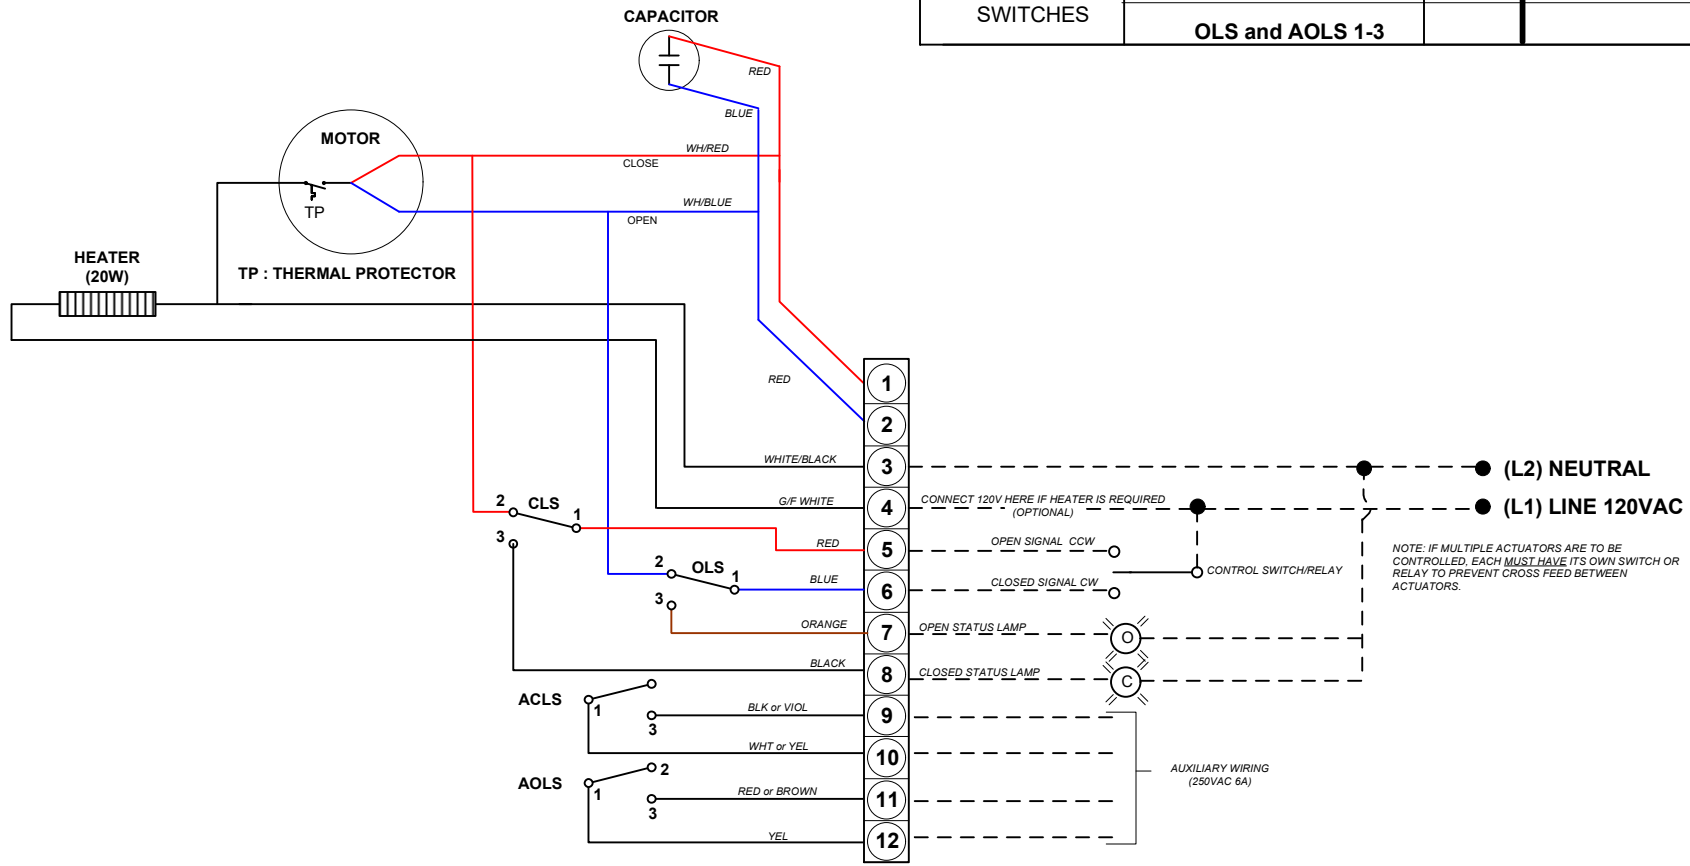 SWITCHES
OLS and AOLS 1-3
CAPACITOR
RED
BLUE
MOTOR
WH/RED
CLOSE
TP
WH/BLUE
OPEN
HEATER
(20W)
TP : THERMAL PROTECTOR
RED
1
2
WHITE/BLACK
3
(L2) NEUTRAL
G/F WHITE
4
CONNECT 120V HERE IF HEATER IS REQUIRED
(OPTIONAL)
(L1) LINE 120VAC
2
CLS
1
3
RED
5
OPEN SIGNAL CCW
NOTE: IF MULTIPLE ACTUATORS ARE TO BE
CONTROLLED, EACH MUST HAVE ITS OWN SWITCH OR
RELAY TO PREVENT CROSS FEED BETWEEN
ACTUATORS.
2
OLS
1
3
BLUE
6
CLOSED SIGNAL CW
CONTROL SWITCH/RELAY
ORANGE
7
OPEN STATUS LAMP
O
BLACK
8
CLOSED STATUS LAMP
C
ACLS
1
3
BLK or VIOL
9
WHT or YEL
10
AOLS
2
1
3
RED or BROWN
11
YEL
12
AUXILIARY WIRING
(250VAC 6A)